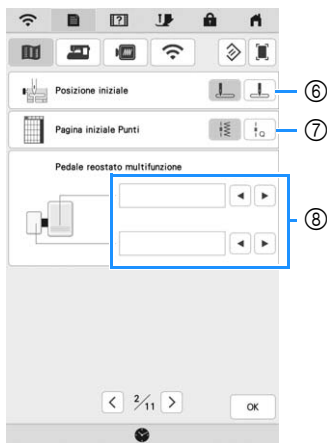 Posizione iniziale
⑥
Pagina iniziale Punti
Q
⑦
Pedale reostato multifunzione
⑧
2/11
OK